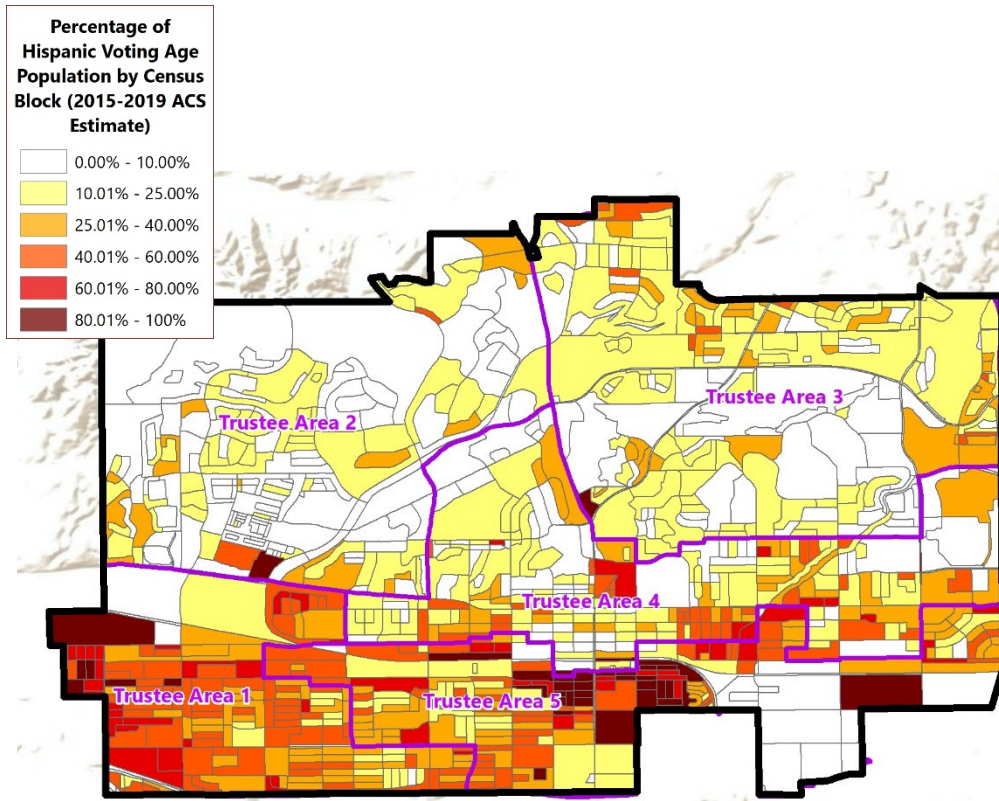 Percentage of
Hispanic Voting Age
Population by Census
Block (2015-2019 ACS
Estimate)
0.00% - 10.00%
10.01% - 25.00%
25.01% - 40.00%
40.01% - 60.00%
60.01% - 80.00%
80.01% - 100%
Trustee Area 3
Trustee Area 2
Trustee Area 4
Trustee Area 1
Trustee Area 5